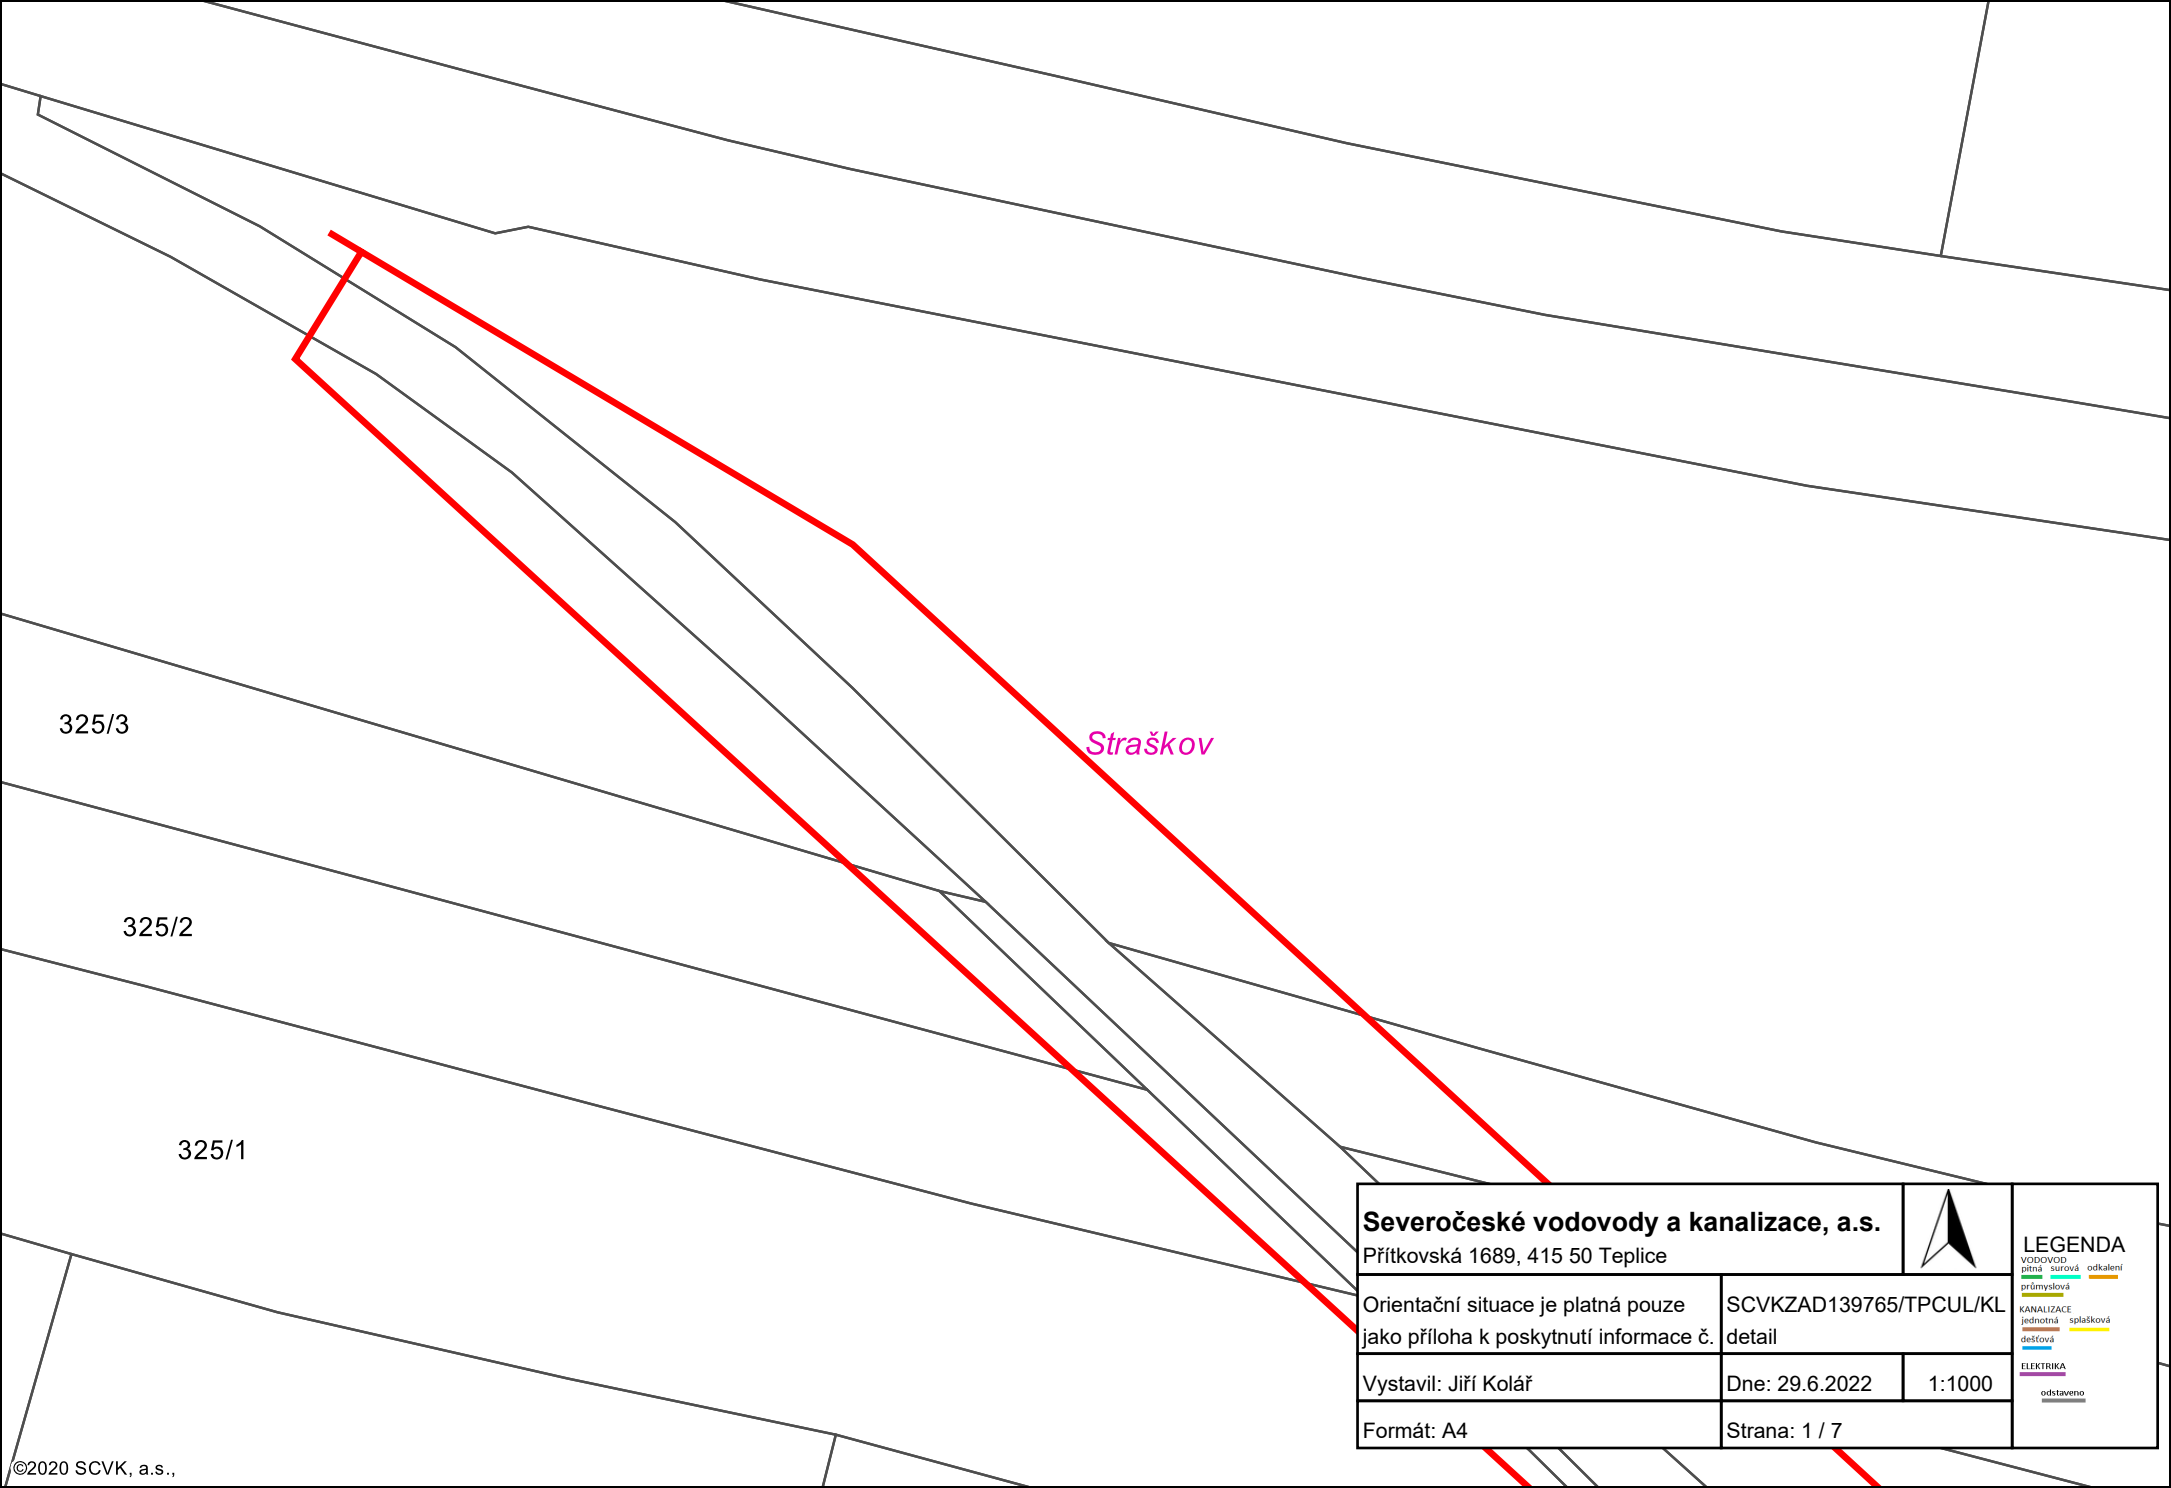 Straškov
325/3
325/2
325/1
Severočeské vodovody a kanalizace, a.s.
Přítkovská 1689, 415 50 Teplice
Orientační situace je platná pouze
jako příloha k poskytnutí informace č.
SCVKZAD139765/TPCUL/KL
detail
Vystavil: Jiří Kolář
Dne: 29.6.2022
1:1000
Formát: A4
Strana: 1 / 7
LEGENDA
VODOVOD
pitná surová odkalení
průmyslová
KANALIZACE
jednotná splašková
dešťová
ELEKTRIKA
odstaveno
©2020 SCVK, a.s.,